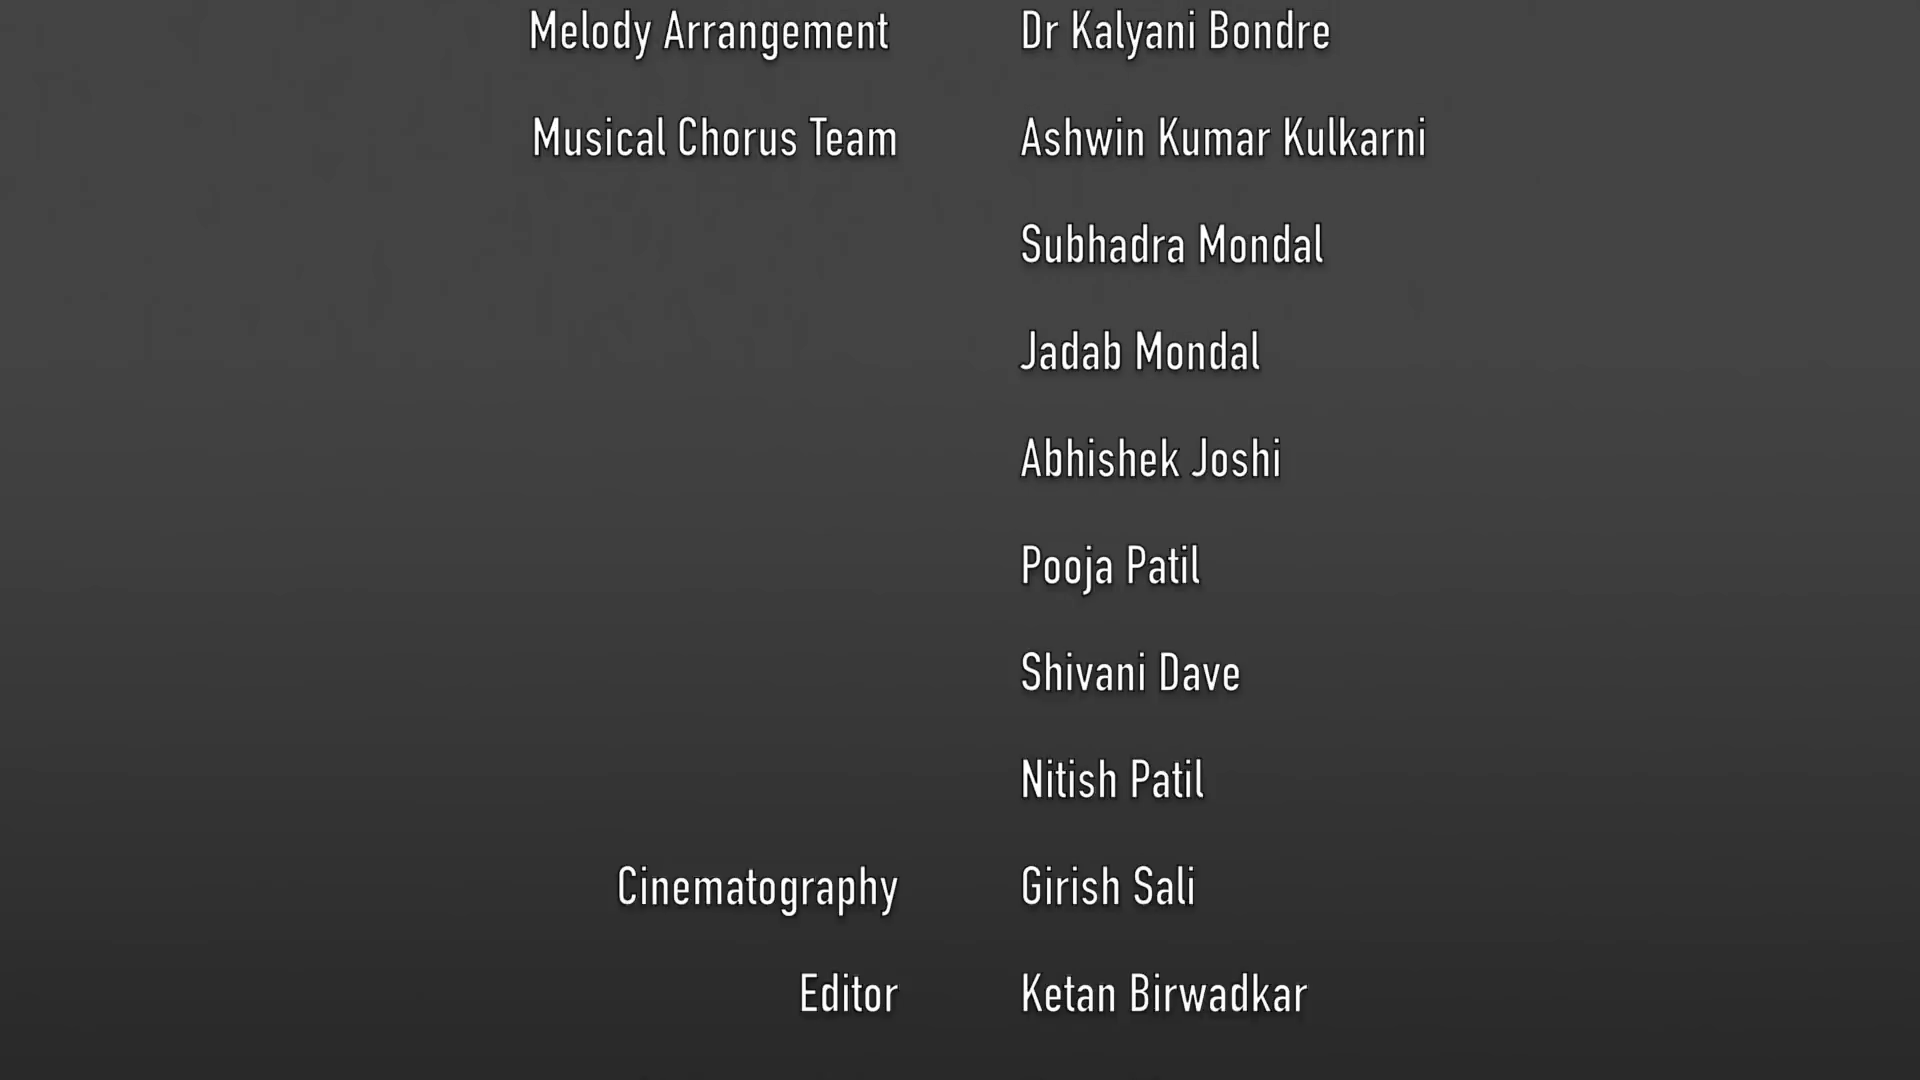 Melody Arrangement Dr Kalyani Bondre
Musical Chorus Team Ashwin Kumar Kulkarni
Subhadra Mondal
Jadab Mondal
Abhishek Joshi
Pooja Patil
Shivani Dave
Nitish Patil
Cinematography Girish Sali
Editor Ketan Birwadkar